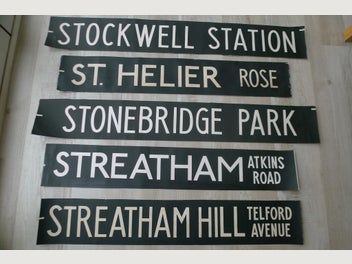 STOCKWELL STATION
ST. HELIER ROSE
STONEBRIDGE PARK
STREATHAM ATKINS ROAD
STREATHAM HILL TELFORD AVENUE